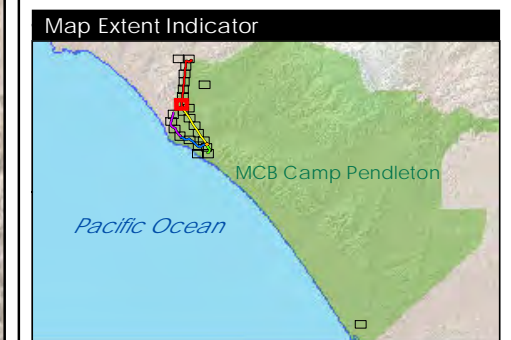 Map Extent Indicator
MCB Camp Pendleton
Pacific Ocean